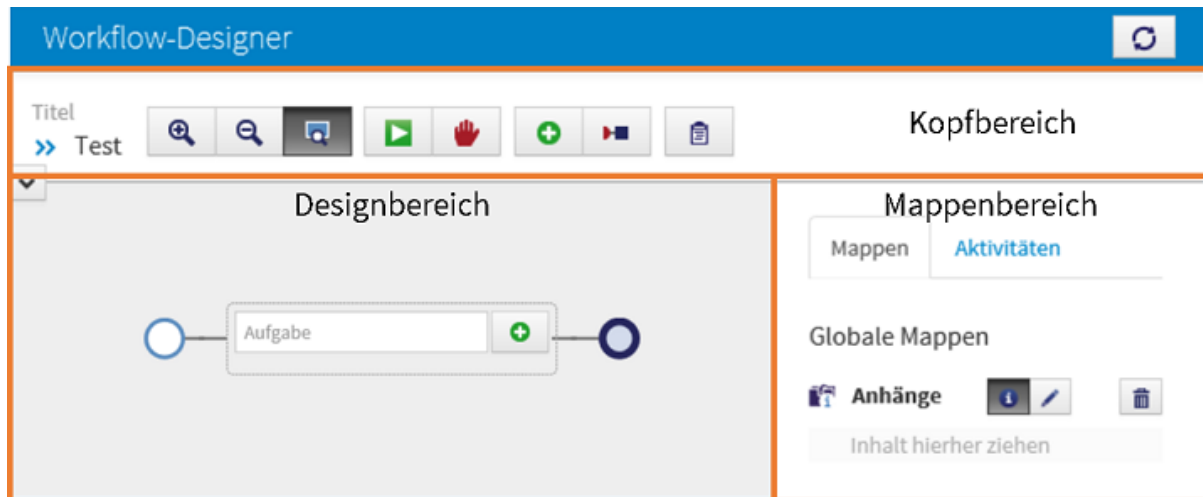 Workflow-Designer
Titel
» Test
Kopfbereich
Designbereich
Mappenbereich
Mappen Aktivitäten
Aufgabe
Globale Mappen
Anhänge
Inhalt hierher ziehen